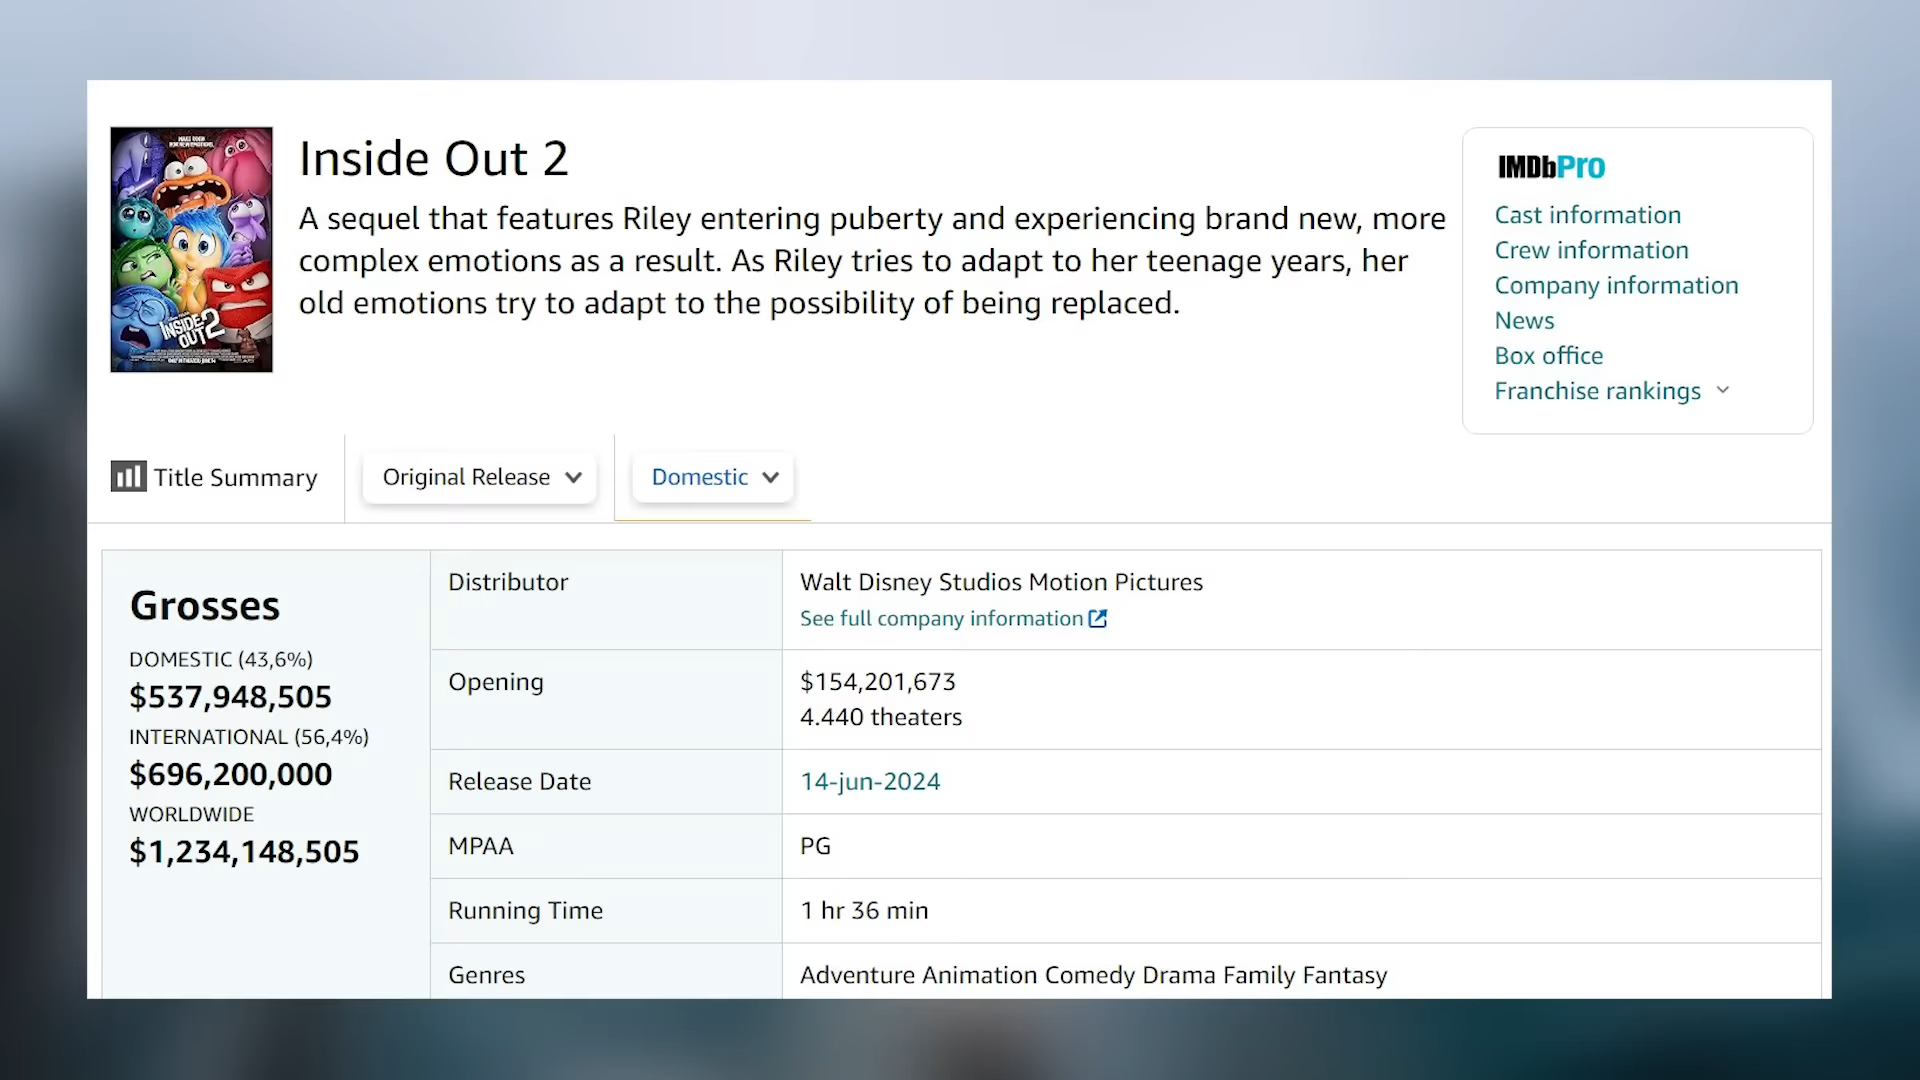 Inside Out 2
A sequel that features Riley entering puberty and experiencing brand new, more
complex emotions as a result. As Riley tries to adapt to her teenage years, her
old emotions try to adapt to the possibility of being replaced.
INSIDE
OUT 2
IMDbPro
Cast information
Crew information
Company information
News
Box office
Franchise rankings
Title Summary
Original Release
Domestic
Grosses
DOMESTIC (43,6%)
$537,948,505
INTERNATIONAL (56,4%)
$696,200,000
WORLDWIDE
$1,234,148,505
Distributor
Walt Disney Studios Motion Pictures
See full company information
Opening
$154,201,673
4.440 theaters
Release Date
14-jun-2024
MPAA
PG
Running Time
1 hr 36 min
Genres
Adventure Animation Comedy Drama Family Fantasy